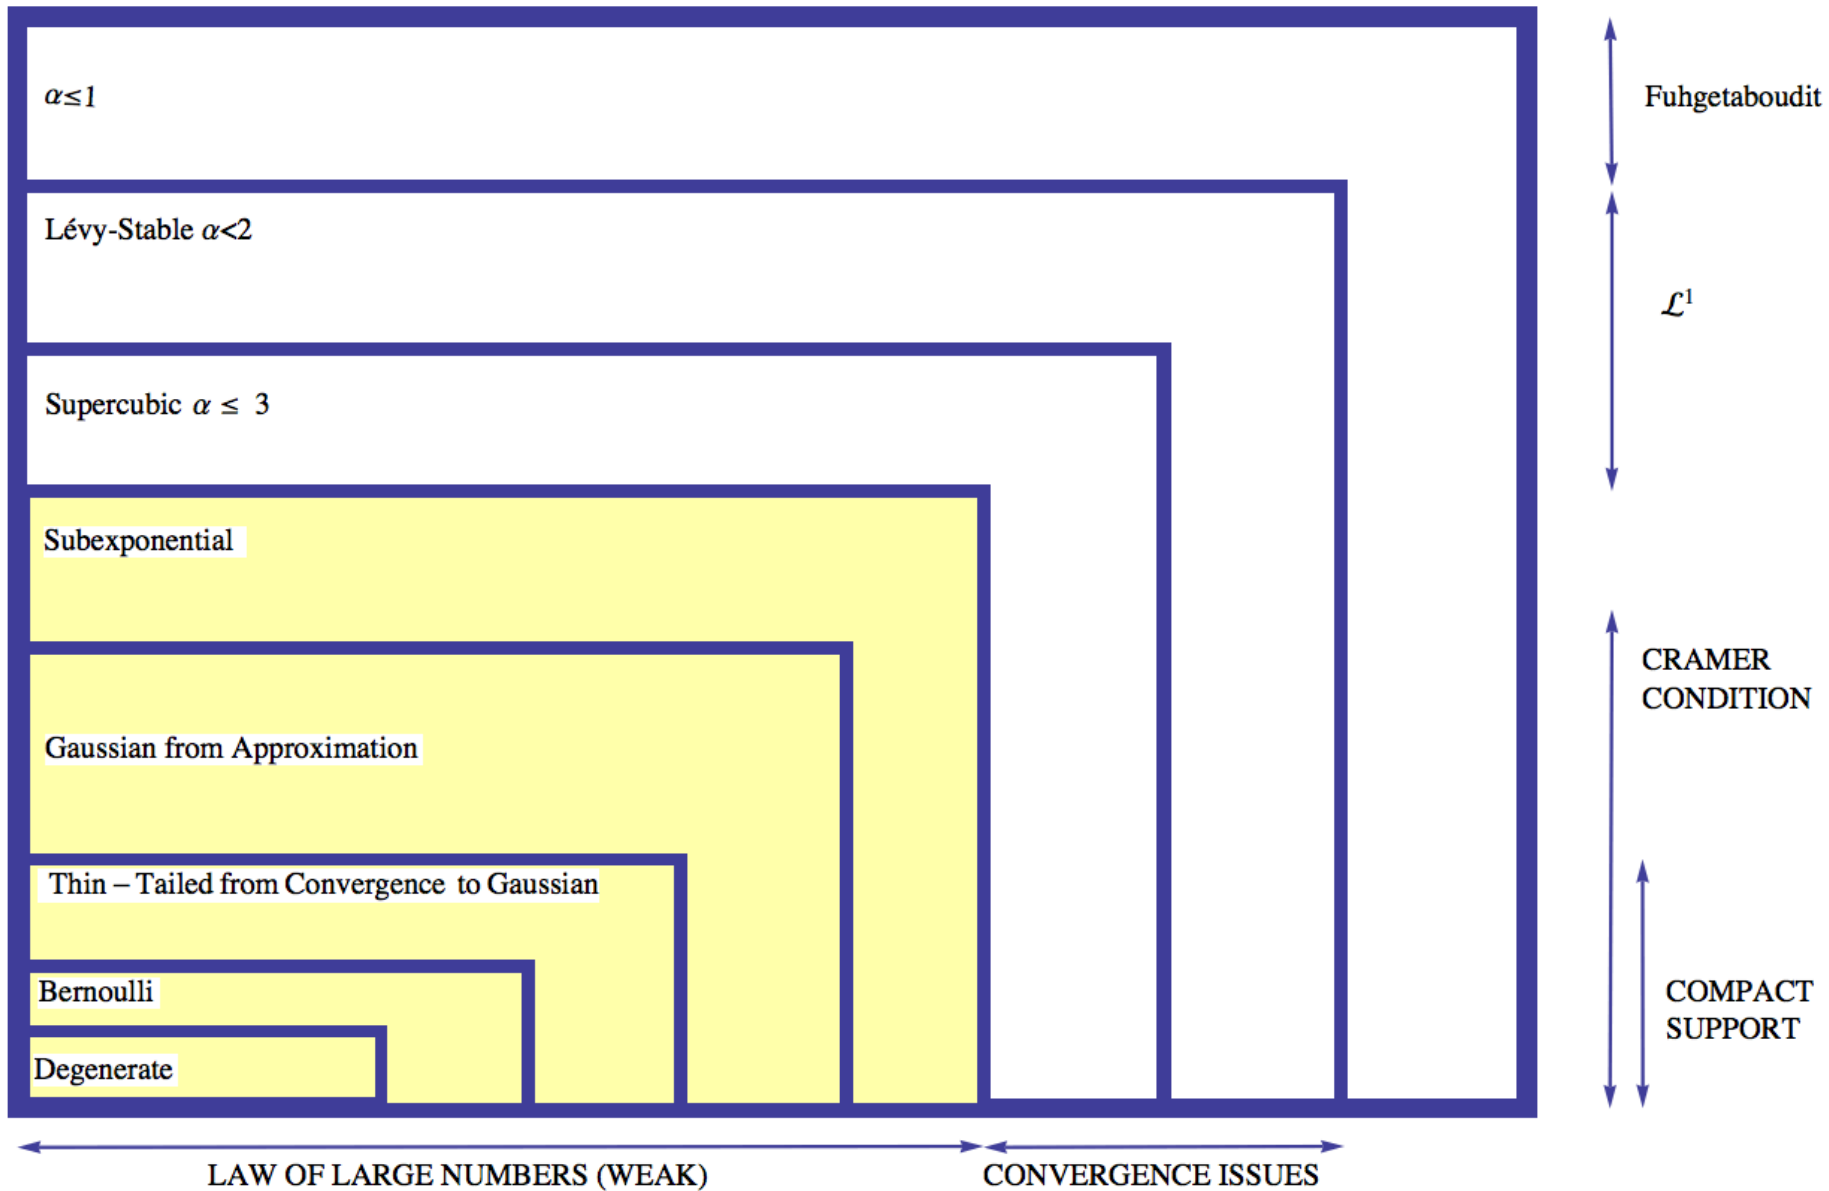 α≤1
Fuhgetaboudit
Lévy-Stable α<2
ℒ¹
Supercubic α ≤ 3
Subexponential
CRAMER
CONDITION
Gaussian from Approximation
Thin – Tailed from Convergence to Gaussian
Bernoulli
COMPACT
SUPPORT
Degenerate
LAW OF LARGE NUMBERS (WEAK)
CONVERGENCE ISSUES